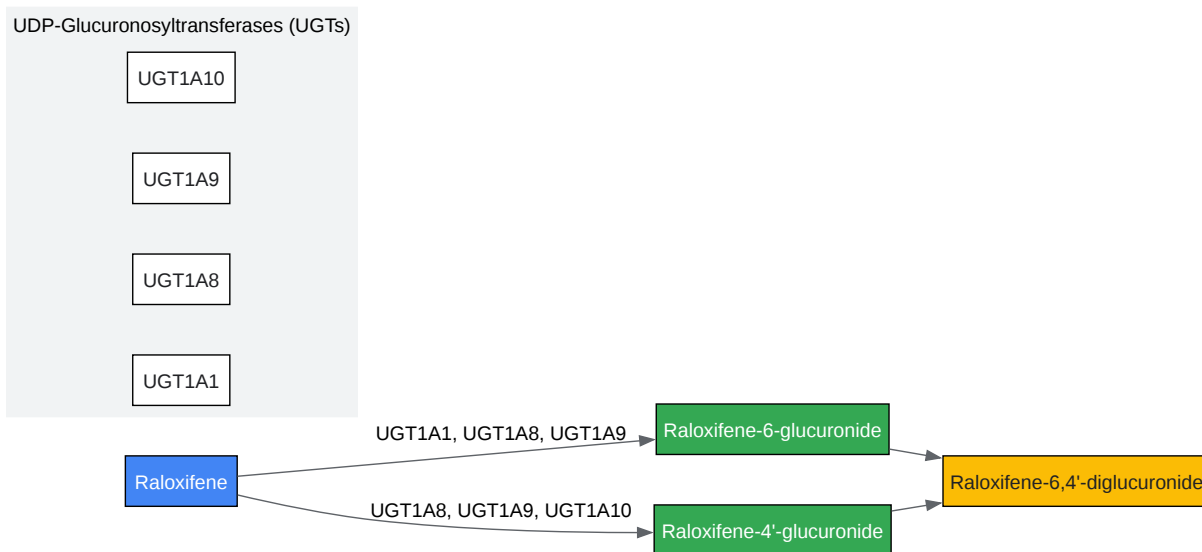 UDP-Glucuronosyltransferases (UGTs)
UGT1A10
UGT1A9
UGT1A8
UGT1A1
UGT1A1, UGT1A8, UGT1A9
Raloxifene-6-glucuronide
Raloxifene
Raloxifene-6,4'-diglucuronide
UGT1A8, UGT1A9, UGT1A10
Raloxifene-4'-glucuronide